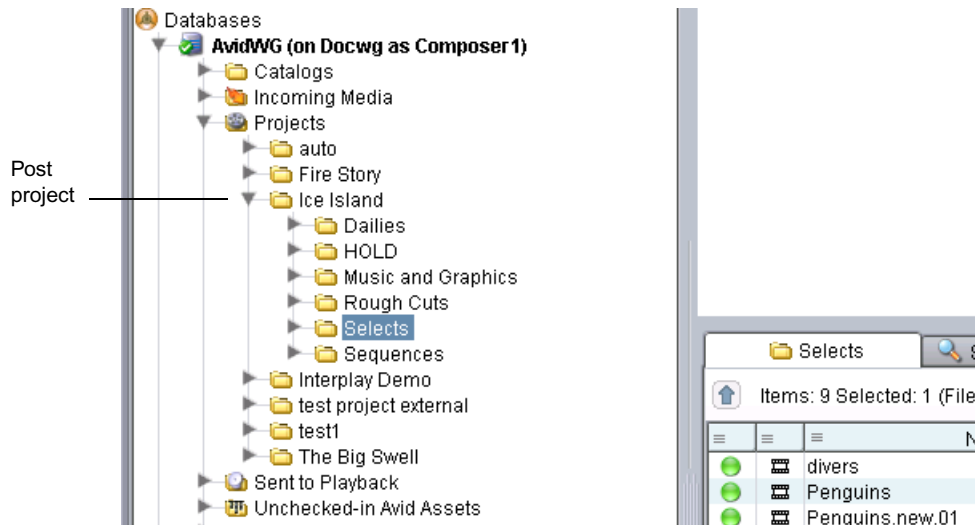 Databases
AvidWG (on Docwg as Composer1)
Catalogs
Incoming Media
Projects
auto
Fire Story
Post
project
Ice Island
Dailies
HOLD
Music and Graphics
Rough Cuts
Selects
Sequences
Interplay Demo
test project external
test1
The Big Swell
Sent to Playback
Unchecked-in Avid Assets
Selects
S
Items: 9 Selected: 1 (File
N
divers
Penguins
Penguins.new.01